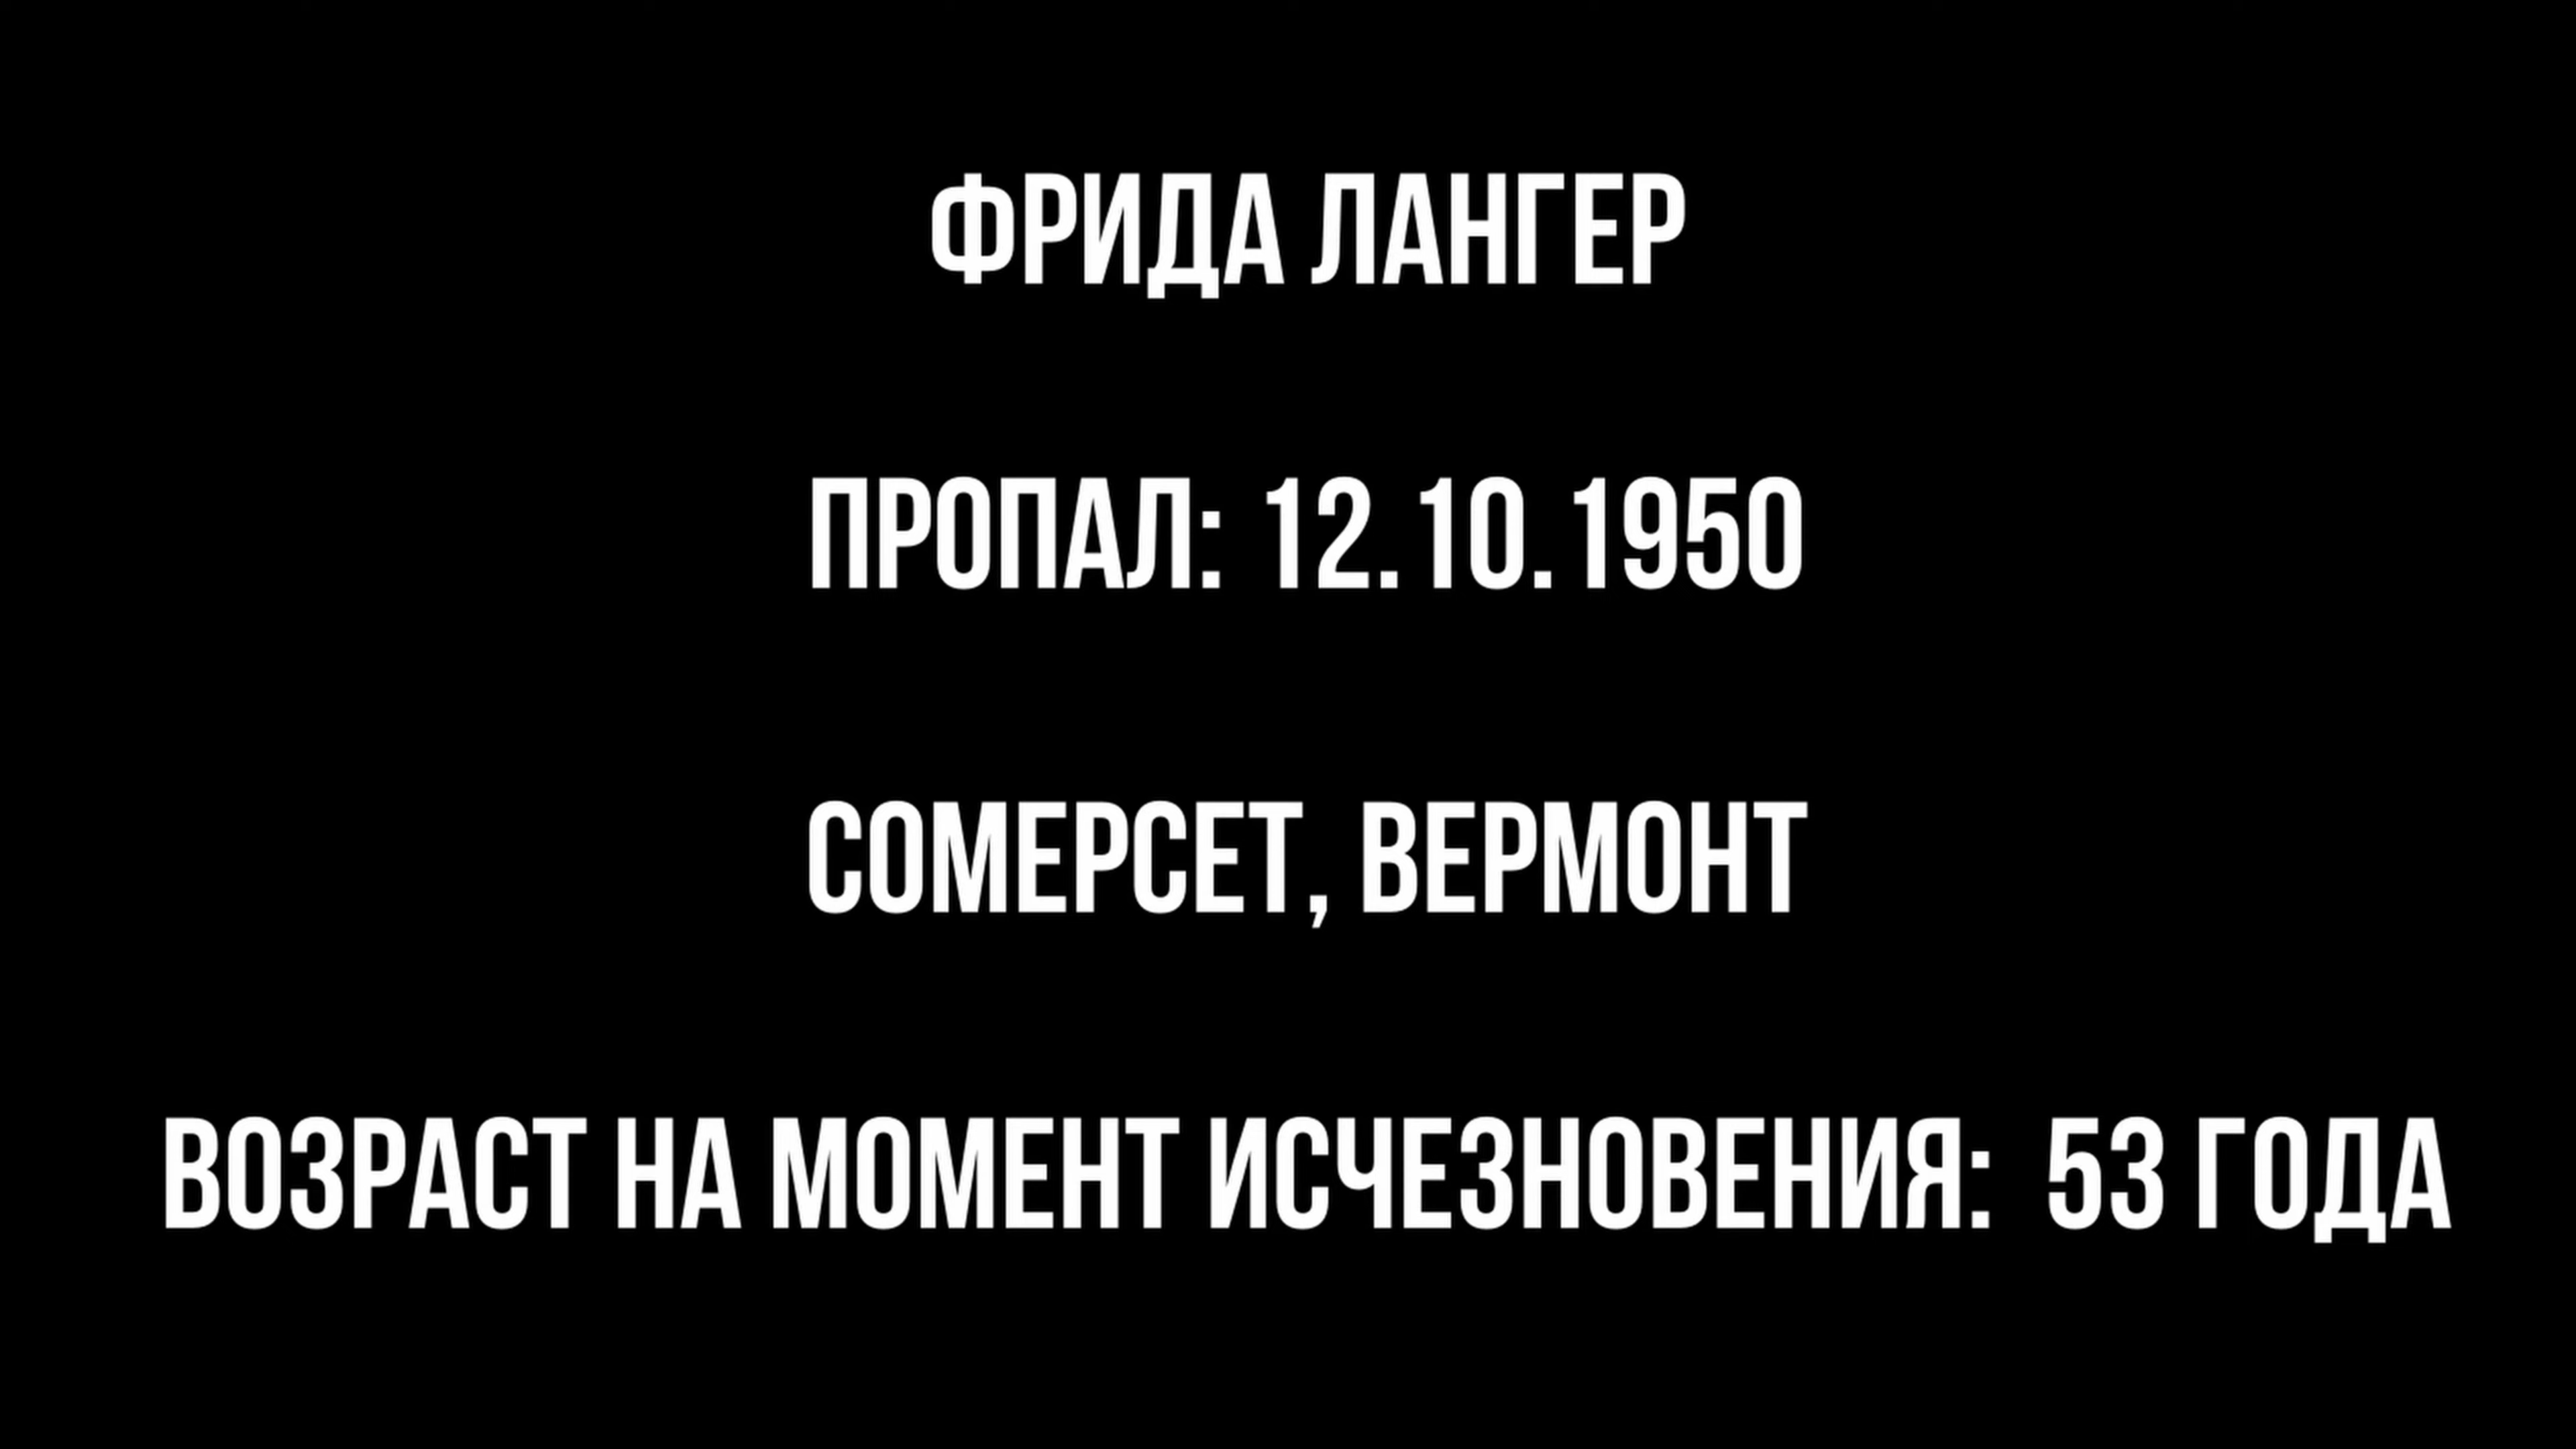 ФРИДА ЛАНГЕР
ПРОПАЛ: 12.10.1950
СОМЕРСЕТ, ВЕРМОНТ
ВОЗРАСТ НА МОМЕНТ ИСЧЕЗНОВЕНИЯ: 53 ГОДА